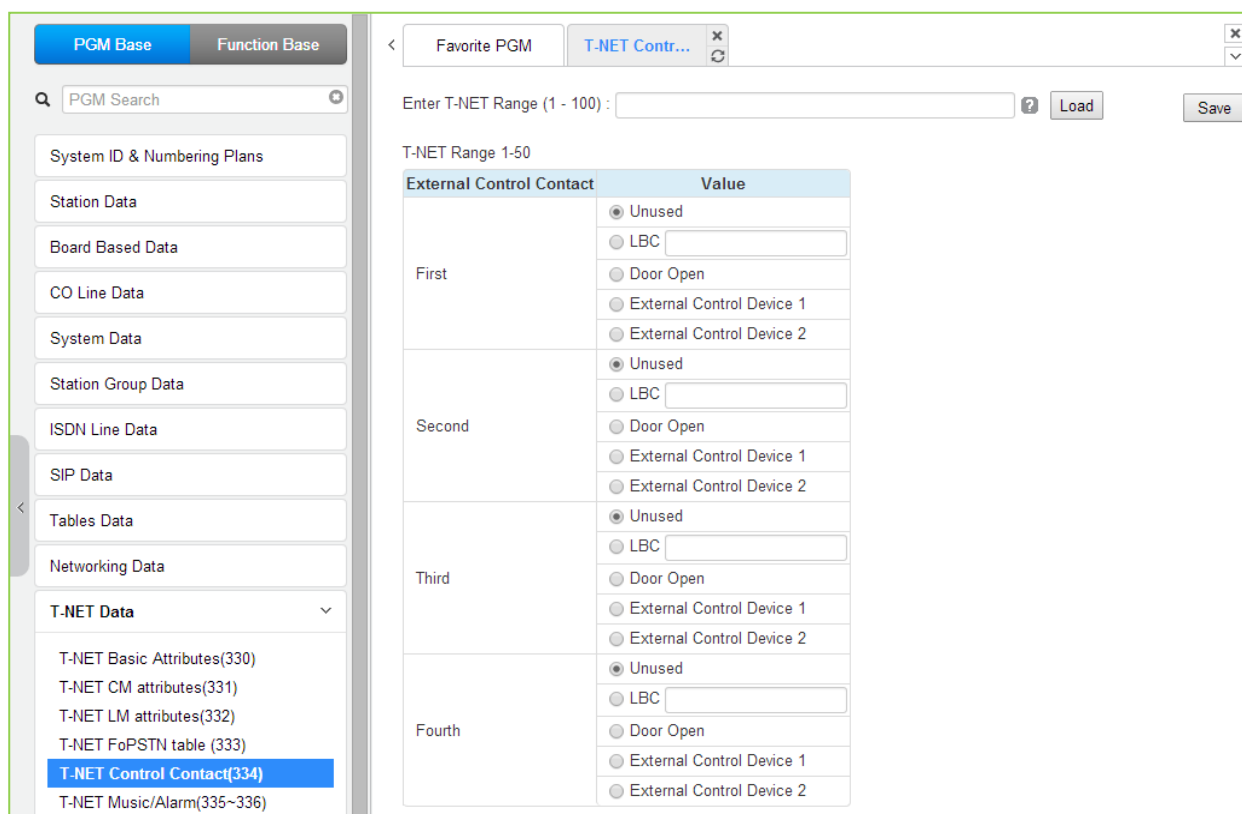 PGM Base
Function Base
PGM Search
System ID & Numbering Plans
Station Data
Board Based Data
CO Line Data
System Data
Station Group Data
ISDN Line Data
SIP Data
Tables Data
Networking Data
T-NET Data
T-NET Basic Attributes(330)
T-NET CM attributes(331)
T-NET LM attributes(332)
T-NET FoPSTN table (333)
T-NET Control Contact(334)
T-NET Music/Alarm(335~336)
Favorite PGM
T-NET Contr...
Enter T-NET Range (1 - 100) :
Load
Save
T-NET Range 1-50
External Control Contact Value
First
Unused
LBC
Door Open
External Control Device 1
External Control Device 2
Second
Unused
LBC
Door Open
External Control Device 1
External Control Device 2
Third
Unused
LBC
Door Open
External Control Device 1
External Control Device 2
Fourth
Unused
LBC
Door Open
External Control Device 1
External Control Device 2